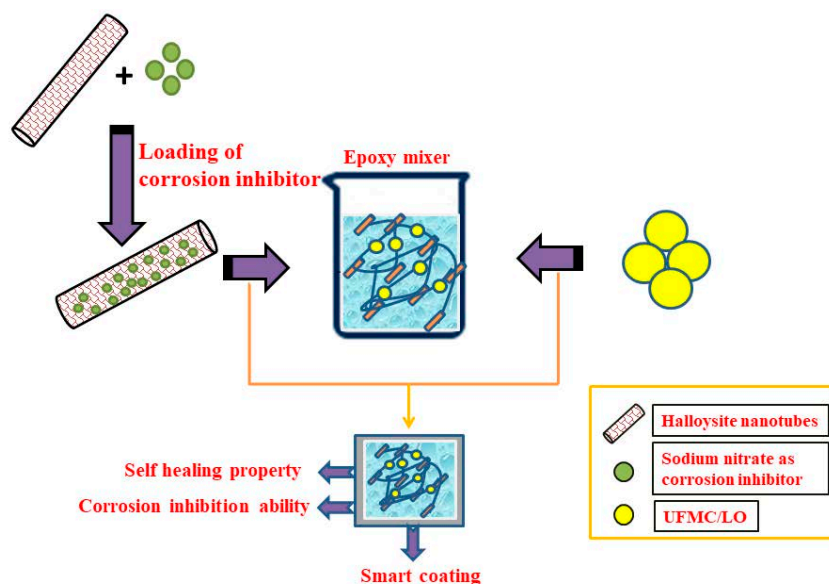 +
Loading of
corrosion inhibitor
Epoxy mixer
Self healing property
Corrosion inhibition ability
Smart coating
Halloysite nanotubes
Sodium nitrate as
corrosion inhibitor
UFMC/LO